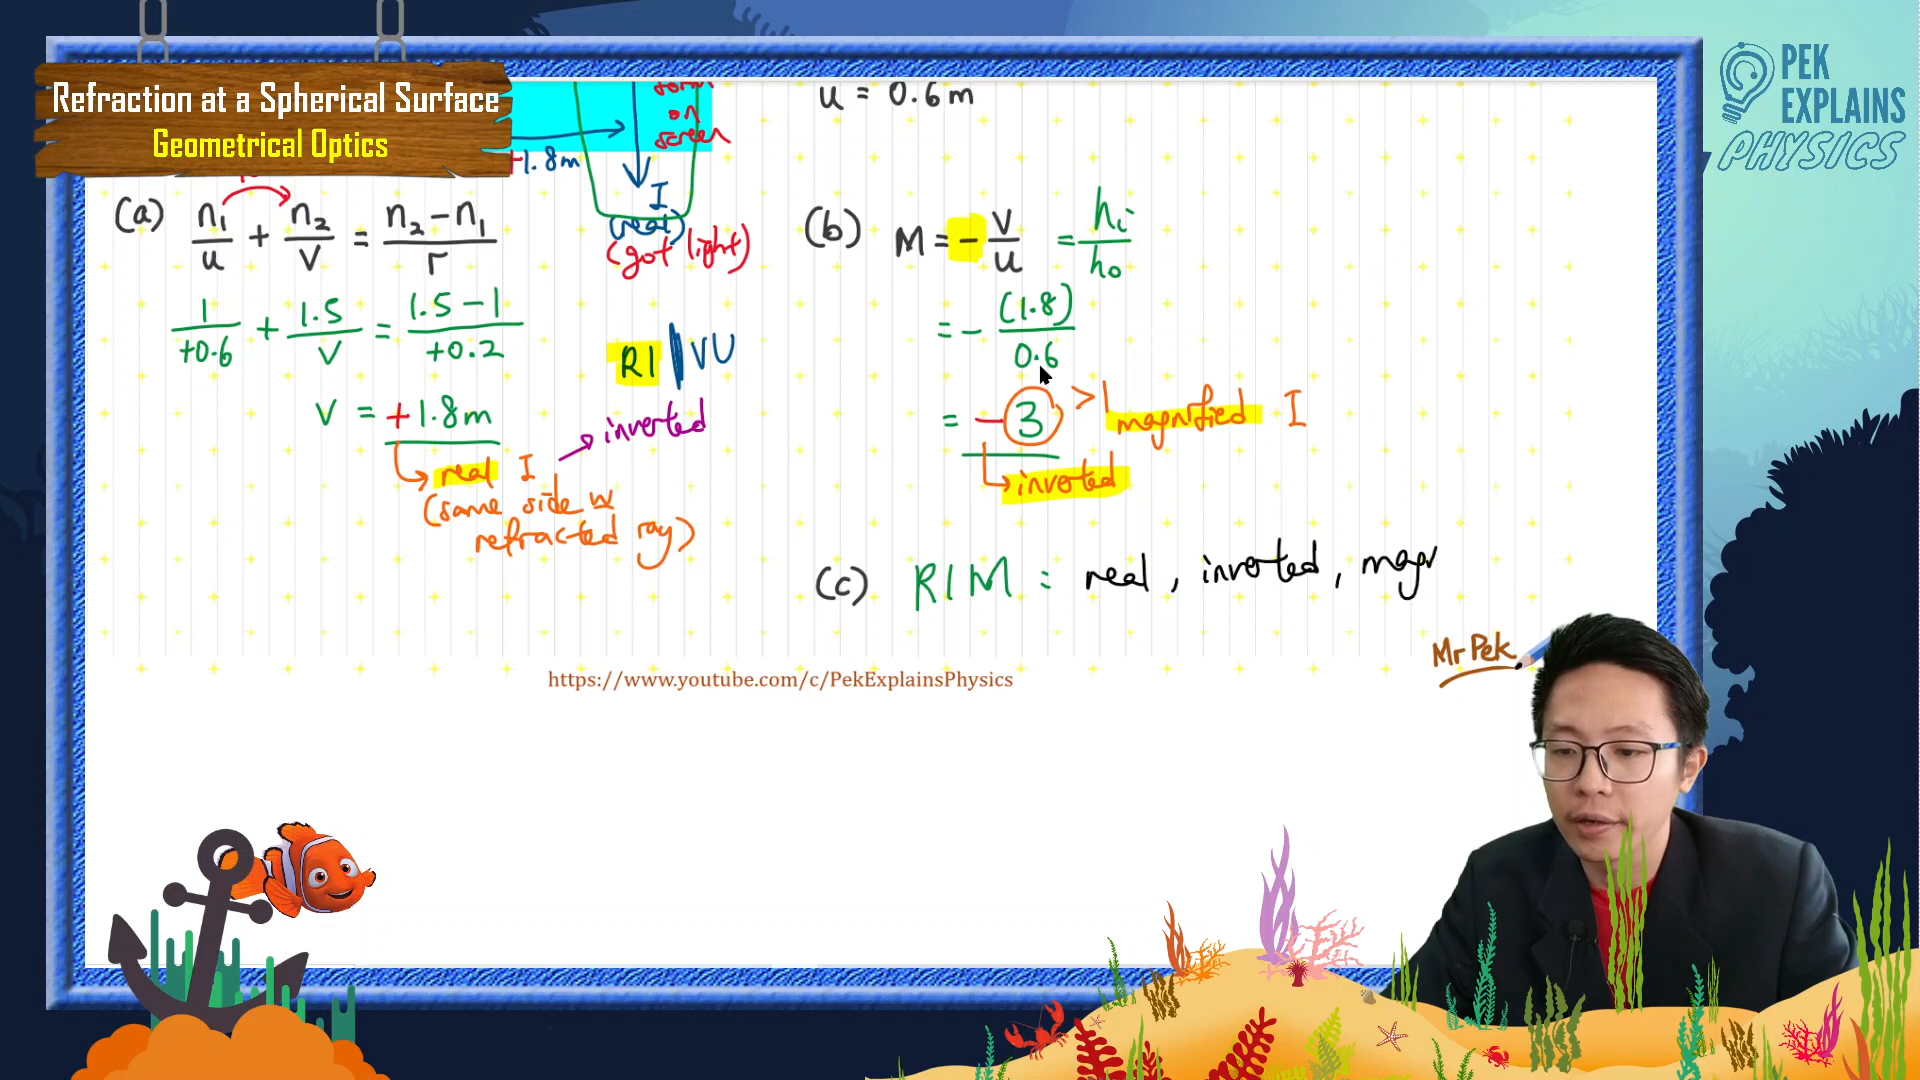 Refraction at a Spherical Surface
Geometrical Optics
PEK
EXPLAINS
PHYSICS
on
screen
+1.8m
I
(real)
(got light)
(a) n₁/u + n₂/v = n₂-n₁/r
1/+0.6 + 1.5/v = 1.5-1/+0.2
v = +1.8m
real I
(same side w
refracted ray)
inverted
RI VU
u = 0.6m
(b) M = - v/u = hi/ho
= - (1.8)/0.6
= - 3 >1 magnified I
inverted
(c) RIM : real, inverted, magn
Mr Pek
https://www.youtube.com/c/PekExplainsPhysics